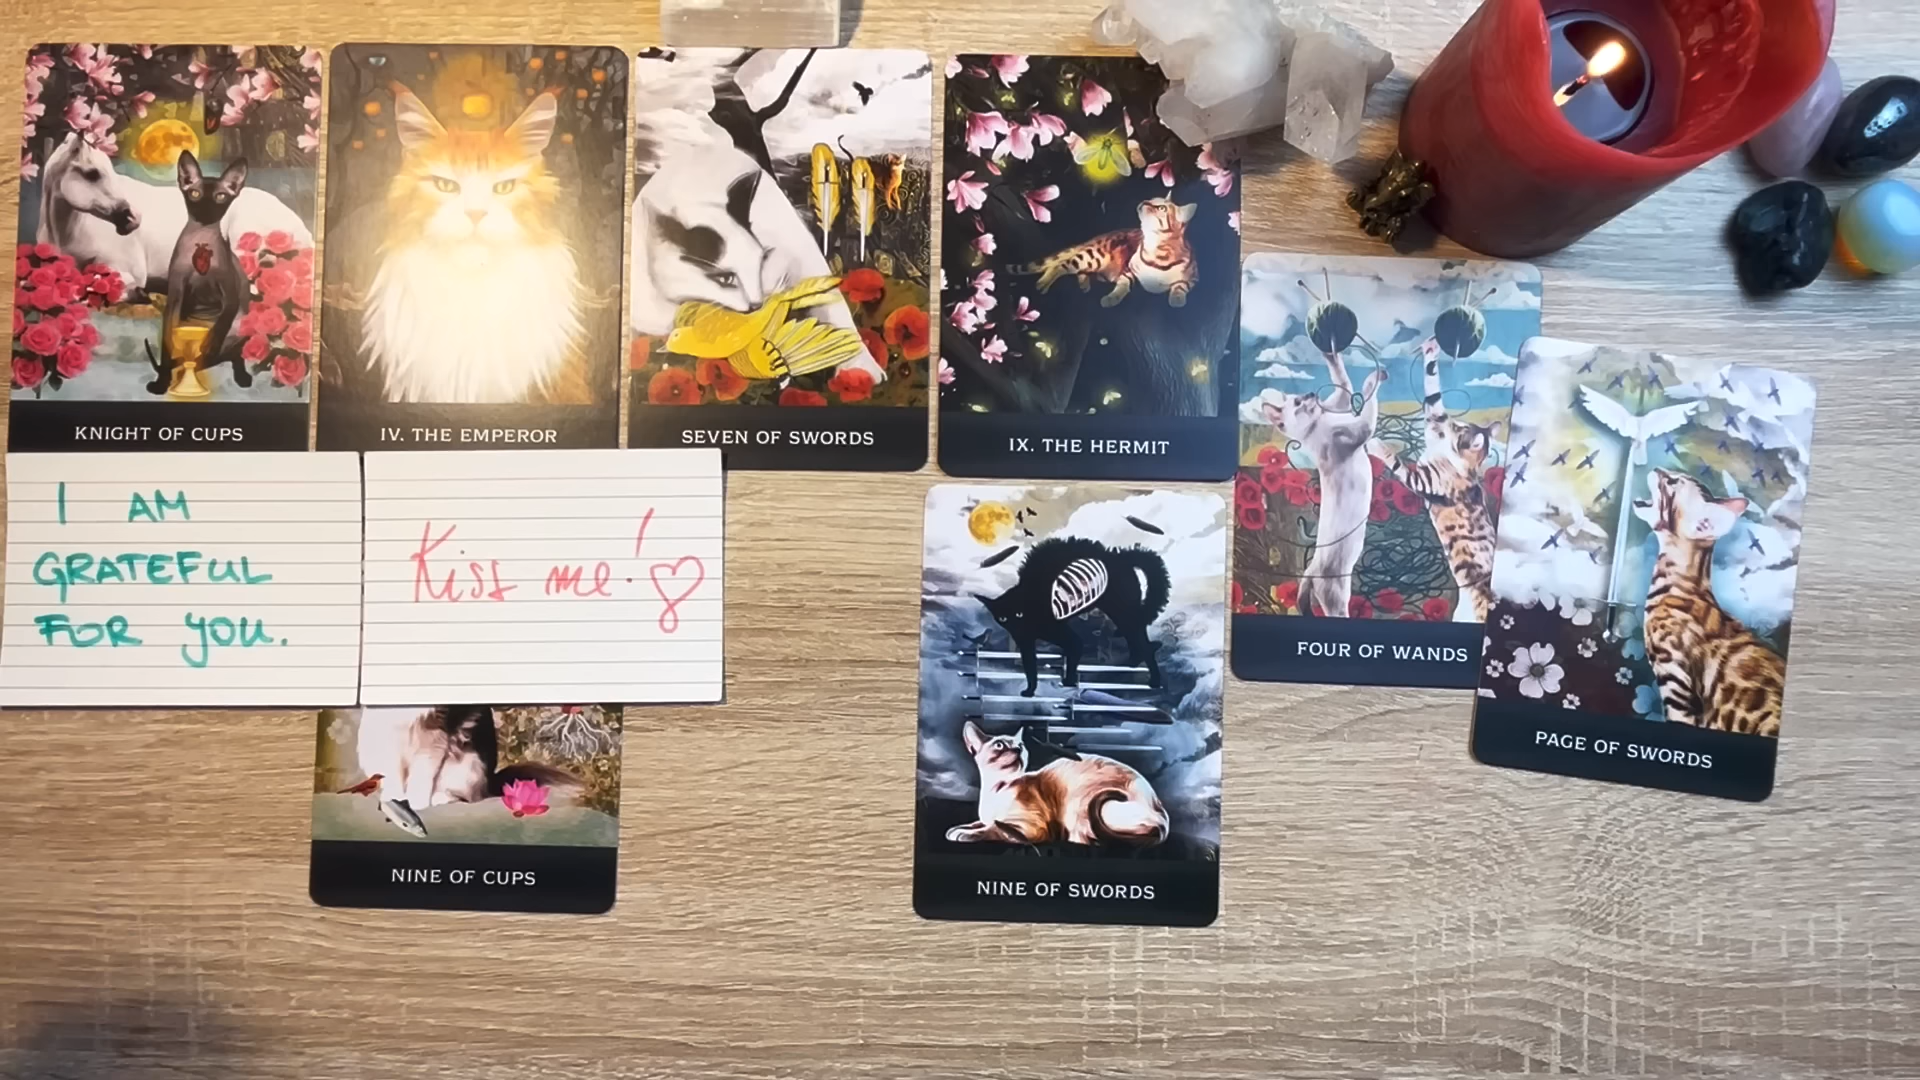 KNIGHT OF CUPS
IV. THE EMPEROR
SEVEN OF SWORDS
IX. THE HERMIT
I AM
GRATEFUL
FOR YOU.
Kiss me!
FOUR OF WANDS
PAGE OF SWORDS
NINE OF CUPS
NINE OF SWORDS